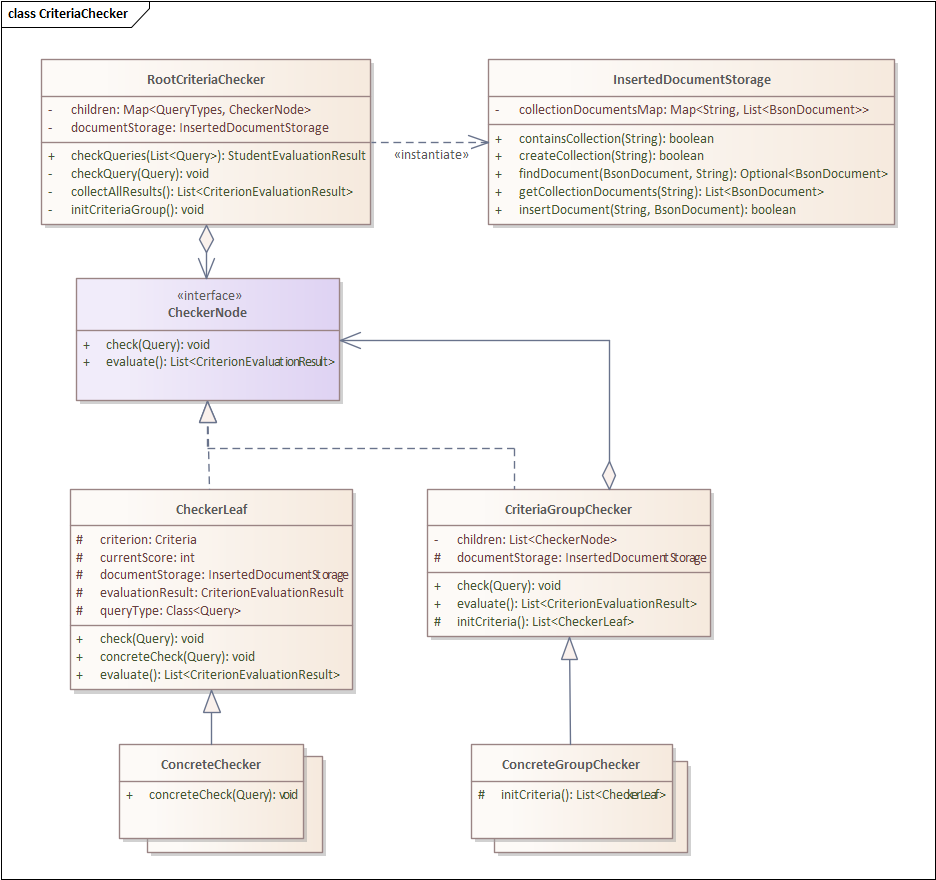 class CriteriaChecker
RootCriteriaChecker
- children: Map<QueryTypes, CheckerNode>
- documentStorage: InsertedDocumentStorage
+ checkQueries(List<Query>): StudentEvaluationResult
- checkQuery(Query): void
- collectAllResults(): List<CriterionEvaluationResult>
- initCriteriaGroup(): void
«instantiate»
InsertedDocumentStorage
- collectionDocumentsMap: Map<String, List<BsonDocument>>
+ containsCollection(String): boolean
+ createCollection(String): boolean
+ findDocument(BsonDocument, String): Optional<BsonDocument>
+ getCollectionDocuments(String): List<BsonDocument>
+ insertDocument(String, BsonDocument): boolean
«interface»
CheckerNode
+ check(Query): void
+ evaluate(): List<CriterionEvaluationResult>
CheckerLeaf
# criterion: Criteria
# currentScore: int
# documentStorage: InsertedDocumentStorage
# evaluationResult: CriterionEvaluationResult
# queryType: Class<Query>
+ check(Query): void
+ concreteCheck(Query): void
+ evaluate(): List<CriterionEvaluationResult>
CriteriaGroupChecker
- children: List<CheckerNode>
# documentStorage: InsertedDocumentStorage
+ check(Query): void
+ evaluate(): List<CriterionEvaluationResult>
# initCriteria(): List<CheckerLeaf>
ConcreteChecker
+ concreteCheck(Query): void
ConcreteGroupChecker
# initCriteria(): List<CheckerLeaf>